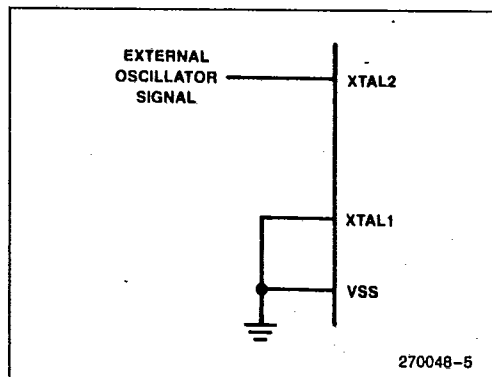 EXTERNAL
OSCILLATOR
SIGNAL
XTAL2
XTAL1
VSS
270048-5